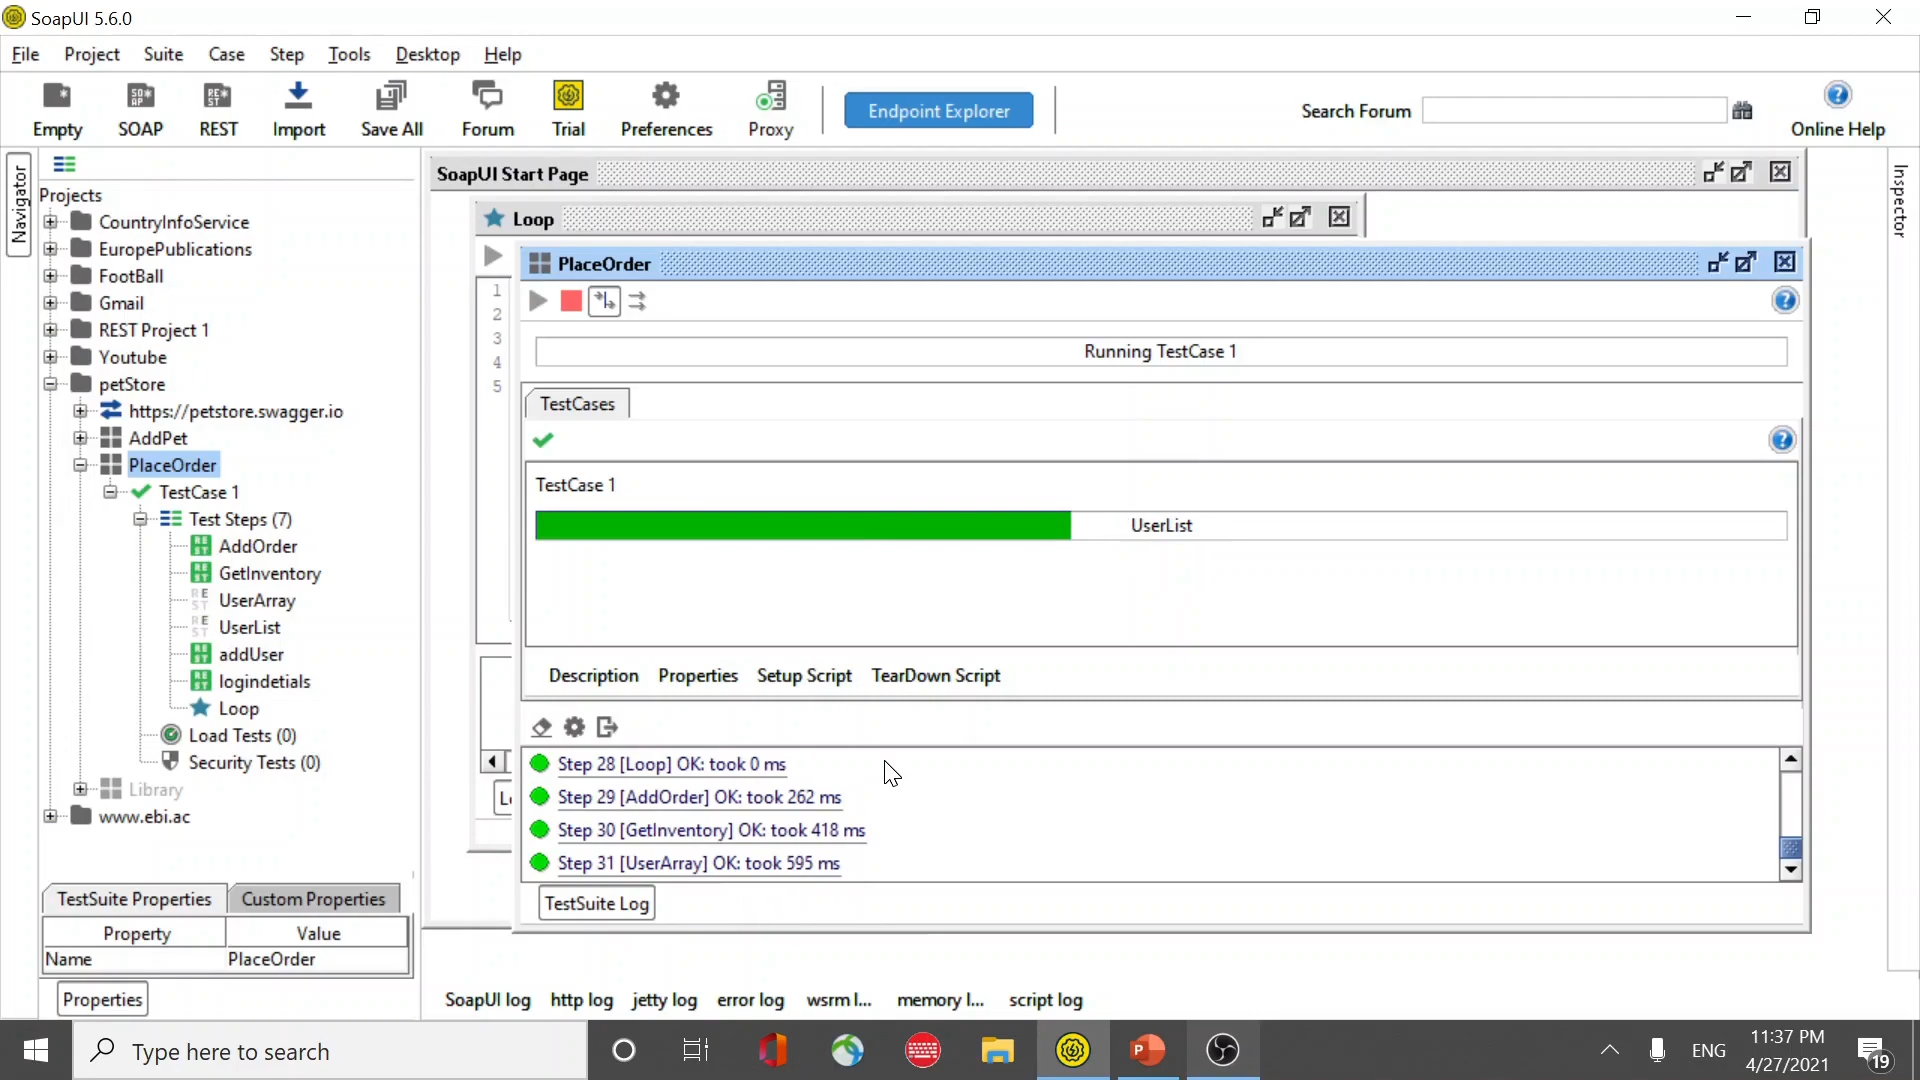 SoapUI 5.6.0
File Project Suite Case Step Tools Desktop Help
Empty SOAP REST Import Save All Forum Trial Preferences Proxy Endpoint Explorer Search Forum Online Help
Navigator
Inspector
Projects
CountryInfoService
EuropePublications
FootBall
Gmail
REST Project 1
Youtube
petStore
https://petstore.swagger.io
AddPet
PlaceOrder
TestCase 1
Test Steps (7)
AddOrder
GetInventory
UserArray
UserList
addUser
logindetials
Loop
Load Tests (0)
Security Tests (0)
Library
www.ebi.ac
TestSuite Properties Custom Properties
Property Value
Name PlaceOrder
Properties
SoapUI Start Page
Loop
1
2
3
4
5
PlaceOrder
Running TestCase 1
TestCases
TestCase 1
UserList
Description Properties Setup Script TearDown Script
Step 28 [Loop] OK: took 0 ms
Step 29 [AddOrder] OK: took 262 ms
Step 30 [GetInventory] OK: took 418 ms
Step 31 [UserArray] OK: took 595 ms
TestSuite Log
SoapUI log http log jetty log error log wsrm l... memory l... script log
Type here to search
ENG
11:37 PM
4/27/2021
19